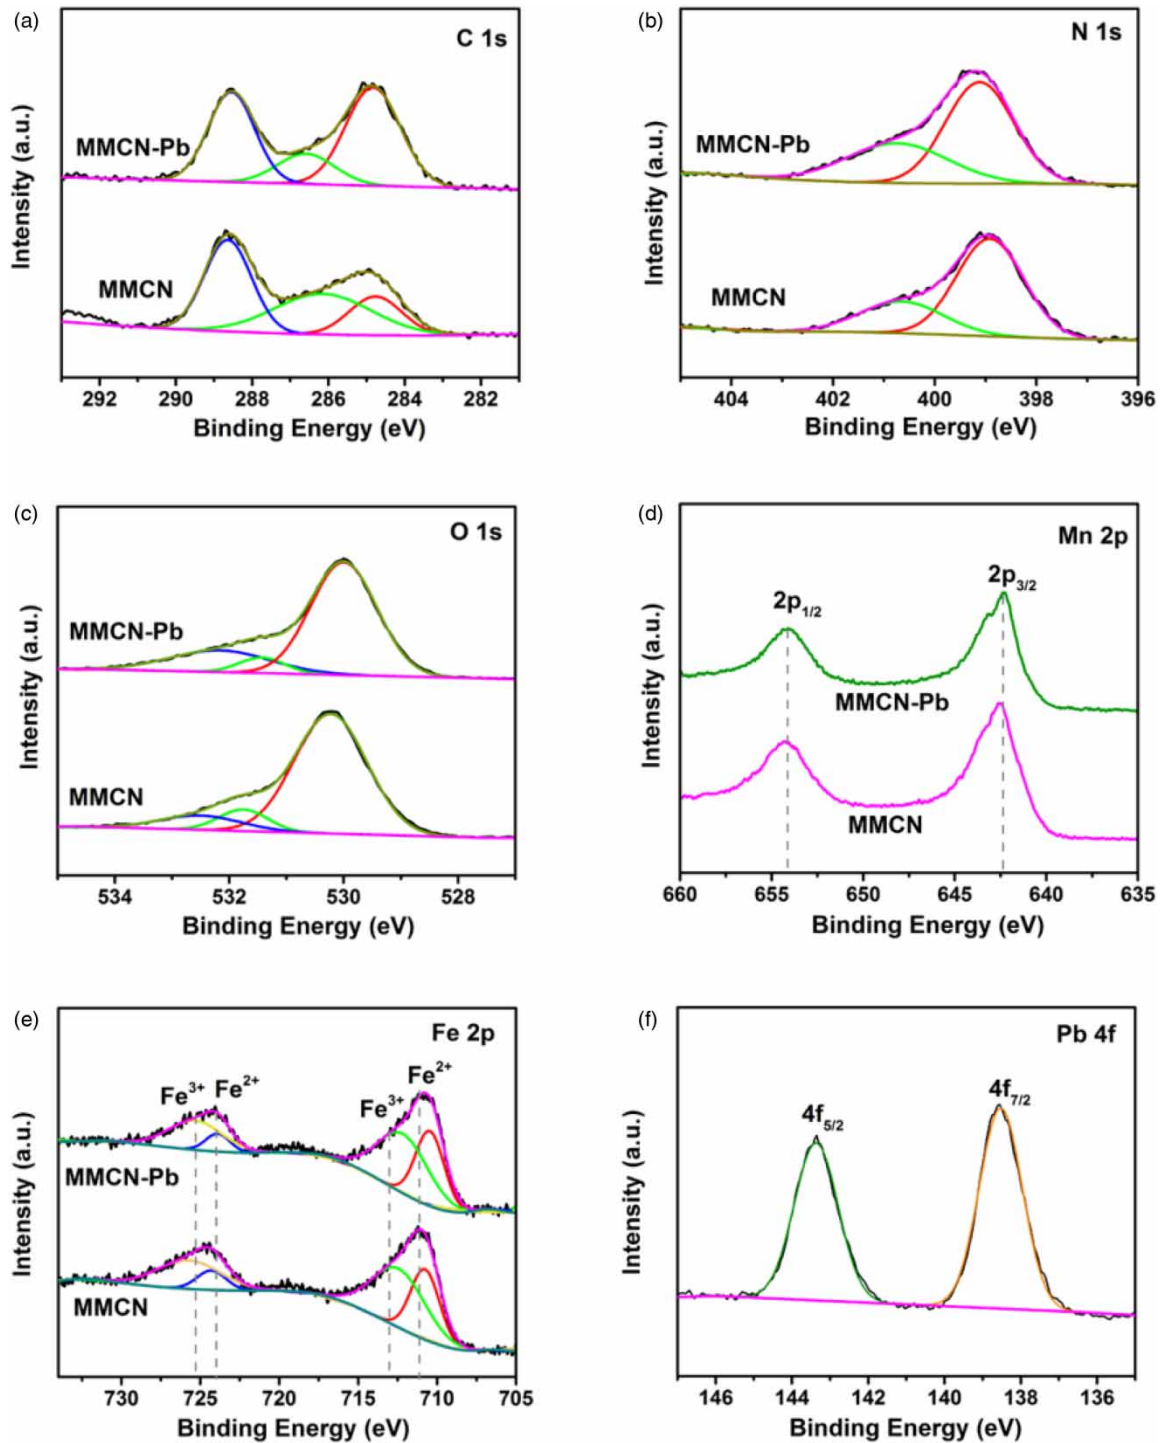 (a)
C 1s
MMCN-Pb
MMCN
Intensity (a.u.)
292 290 288 286 284 282
Binding Energy (eV)
(b)
N 1s
MMCN-Pb
MMCN
Intensity (a.u.)
404 402 400 398 396
Binding Energy (eV)
(c)
O 1s
MMCN-Pb
MMCN
Intensity (a.u.)
534 532 530 528
Binding Energy (eV)
(d)
Mn 2p
2p3/2
2p1/2
MMCN-Pb
MMCN
Intensity (a.u.)
660 655 650 645 640 635
Binding Energy (eV)
(e)
Fe 2p
Fe3+ Fe2+ Fe3+ Fe2+
MMCN-Pb
MMCN
Intensity (a.u.)
730 725 720 715 710 705
Binding Energy (eV)
(f)
Pb 4f
4f7/2
4f5/2
Intensity (a.u.)
146 144 142 140 138 136
Binding Energy (eV)